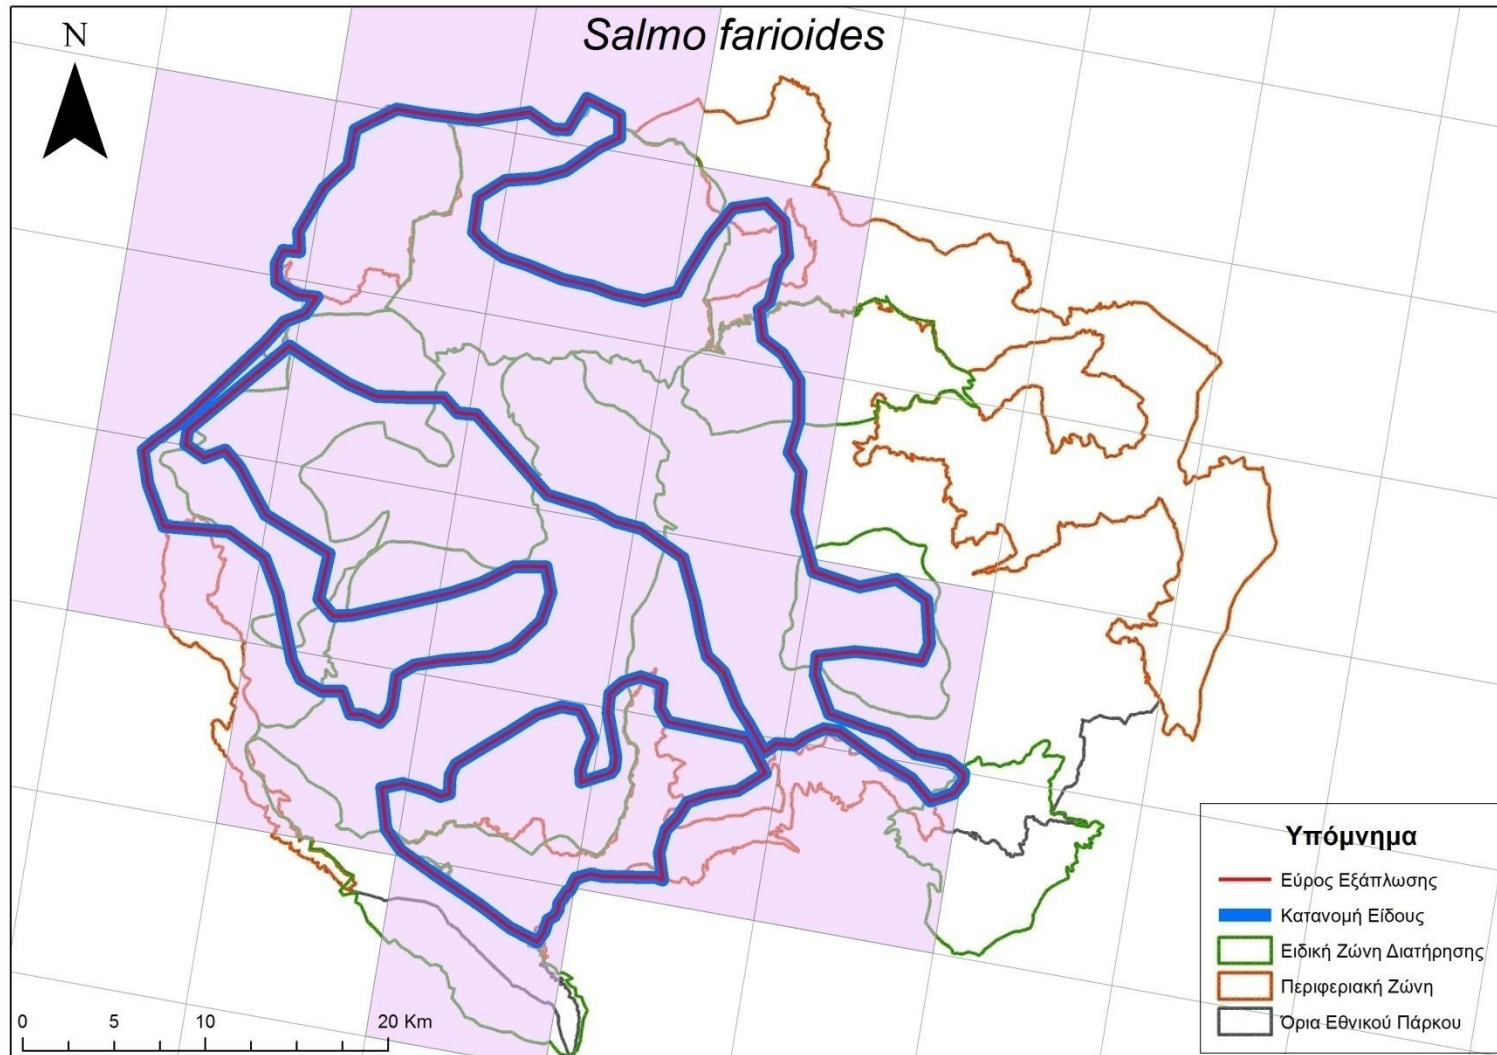 Salmo farioides
N
Υπόμνημα
Εύρος Εξάπλωσης
Κατανομή Είδους
Ειδική Ζώνη Διατήρησης
Περιφεριακή Ζώνη
Όρια Εθνικού Πάρκου
0 5 10 20 Km